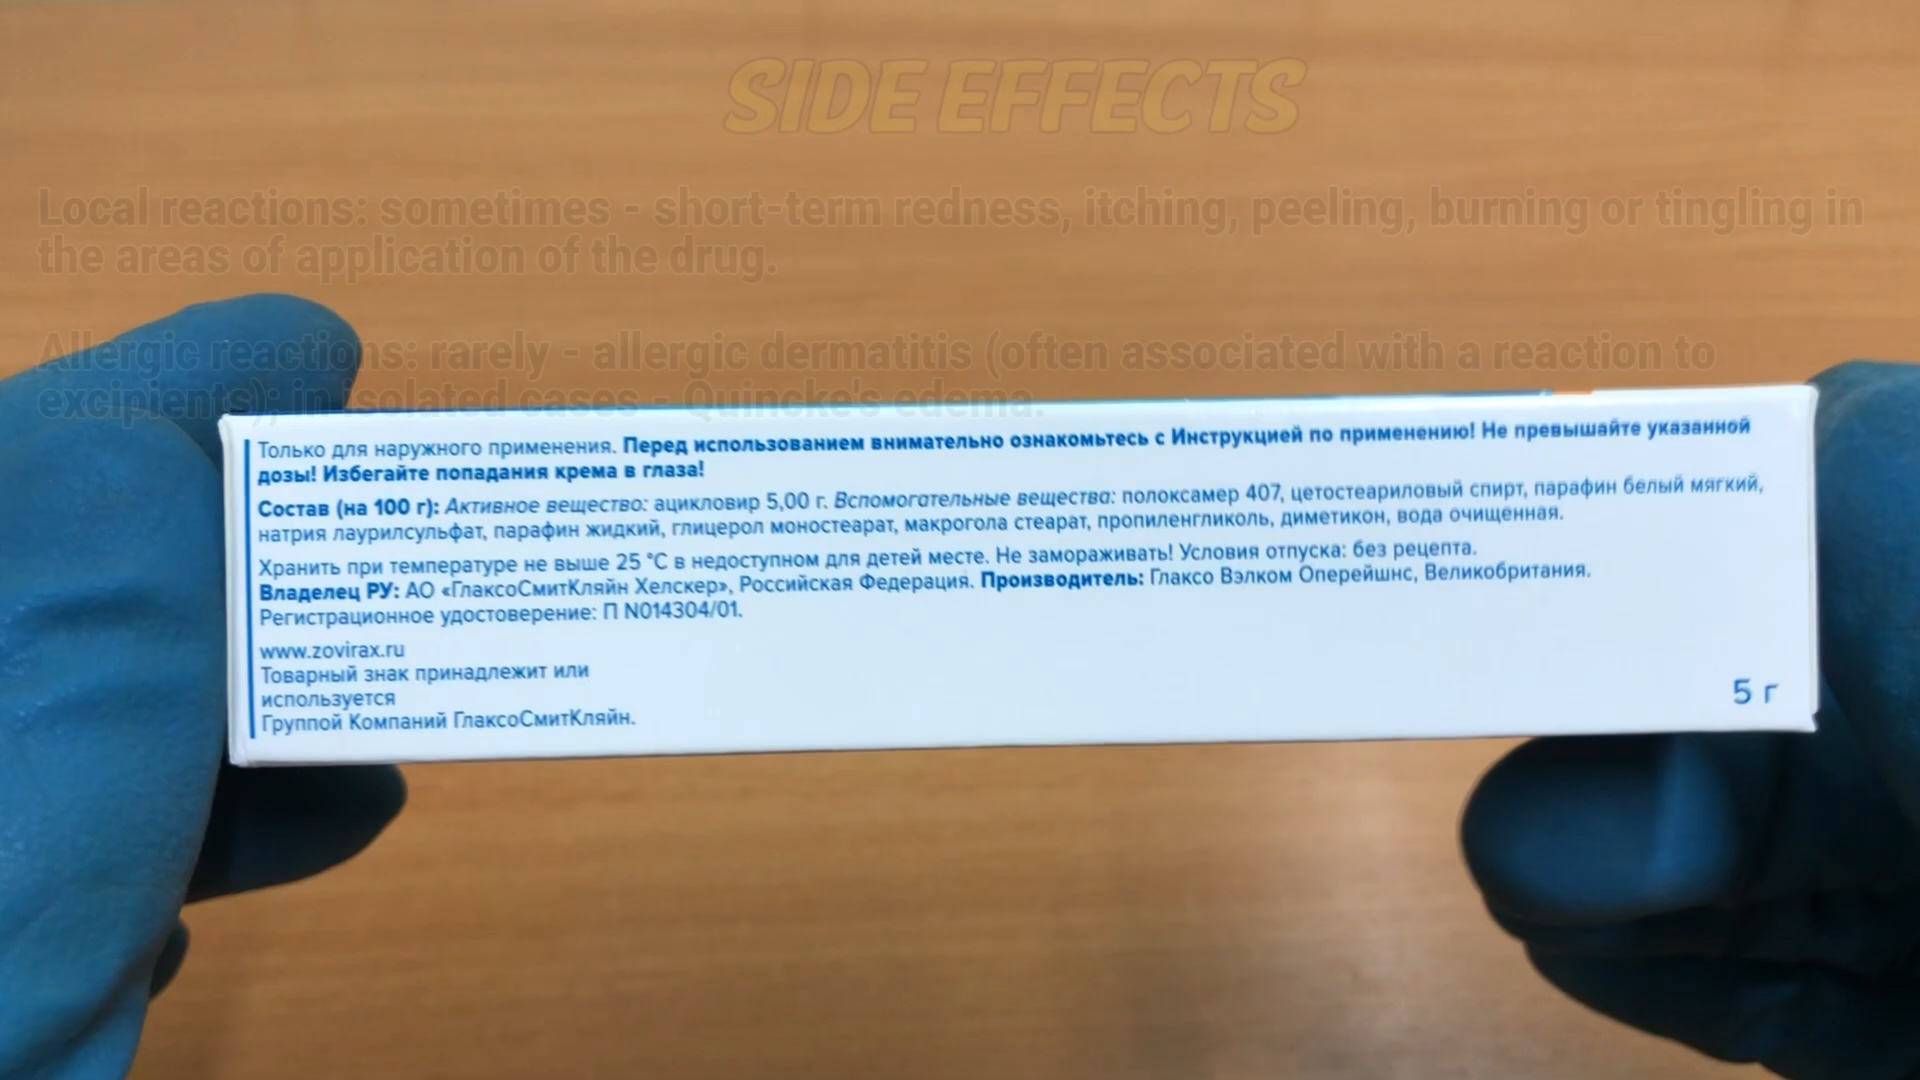 SIDE EFFECTS
Local reactions: sometimes - short-term redness, itching, peeling, burning or tingling in
the areas of application of the drug.
Allergic reactions: rarely - allergic dermatitis (often associated with a reaction to
excipients); in isolated cases - Quincke's edema.
Только для наружного применения. Перед использованием внимательно ознакомьтесь с Инструкцией по применению! Не превышайте указанной
дозы! Избегайте попадания крема в глаза!
Состав (на 100 г): Активное вещество: ацикловир 5,00 г. Вспомогательные вещества: полоксамер 407, цетостеариловый спирт, парафин белый мягкий,
натрия лаурилсульфат, парафин жидкий, глицерол моностеарат, макрогола стеарат, пропиленгликоль, диметикон, вода очищенная.
Хранить при температуре не выше 25 °С в недоступном для детей месте. Не замораживать! Условия отпуска: без рецепта.
Владелец РУ: АО «ГлаксоСмитКляйн Хелскер», Российская Федерация. Производитель: Глаксо Вэлком Оперейшнс, Великобритания.
Регистрационное удостоверение: П N014304/01.
www.zovirax.ru
Товарный знак принадлежит или
используется
Группой Компаний ГлаксоСмитКляйн.
5 г